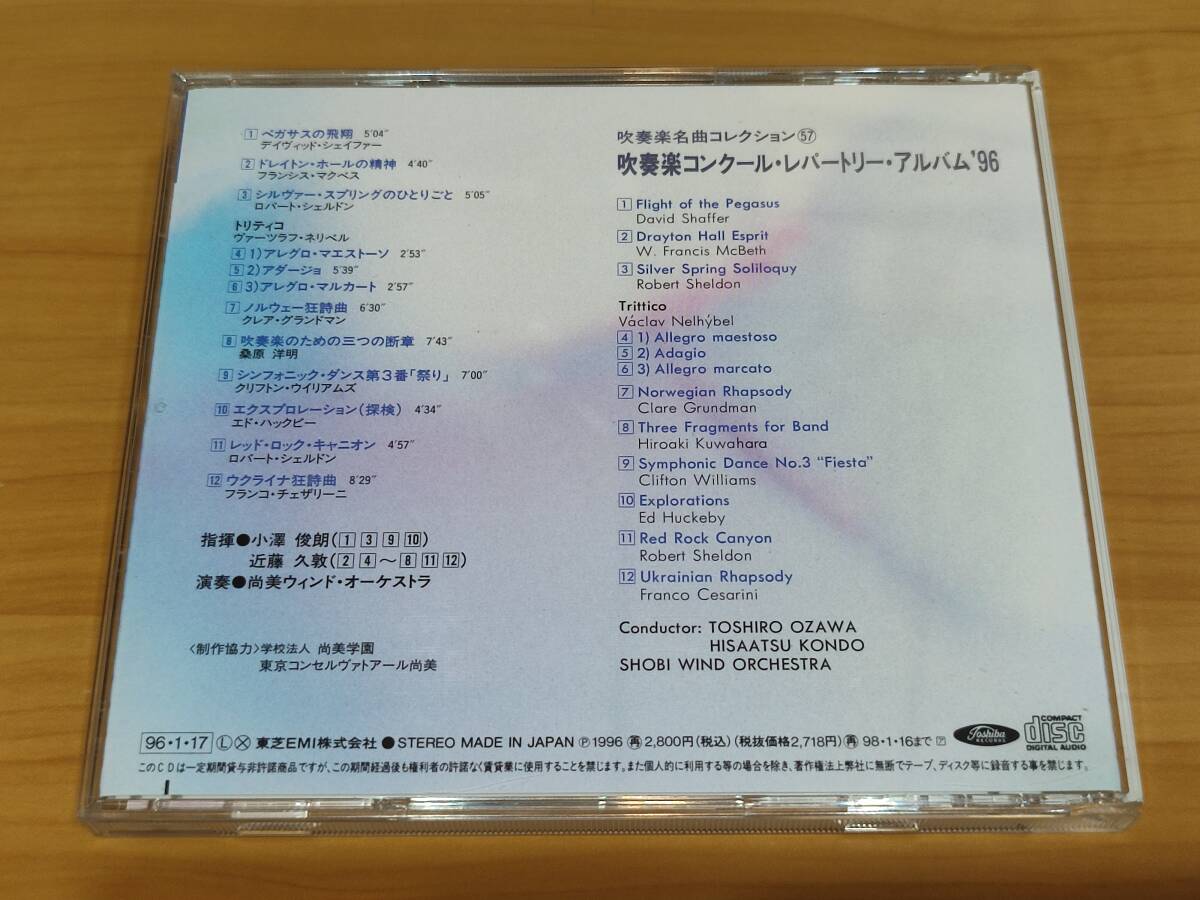 1 ペガサスの飛翔 5′04″
デイヴィッド・シェイファー
2 ドレイトン・ホールの精神 4′40″
フランシス・マクベス
3 シルヴァー・スプリングのひとりごと 5′05″
ロバート・シェルドン
トリティコ
ヴァーツラフ・ネリベル
4 1)アレグロ・マエストーソ 2′53″
5 2)アダージョ 5′39″
6 3)アレグロ・マルカート 2′57″
7 ノルウェー狂詩曲 6′30″
クレア・グランドマン
8 吹奏楽のための三つの断章 7′43″
桑原 洋明
9 シンフォニック・ダンス第3番「祭り」 7′00″
クリフトン・ウイリアムズ
10 エクスプロレーション(探検) 4′34″
エド・ハックビー
11 レッド・ロック・キャニオン 4′57″
ロバート・シェルドン
12 ウクライナ狂詩曲 8′29″
フランコ・チェザリーニ
指揮●小澤 俊朗(1 3 9 10)
近藤 久敦(2 4〜8 11 12)
演奏●尚美ウィンド・オーケストラ
〈制作協力〉学校法人 尚美学園
東京コンセルヴァトアール尚美
吹奏楽名曲コレクション57
吹奏楽コンクール・レパートリー・アルバム'96
1 Flight of the Pegasus
David Shaffer
2 Drayton Hall Esprit
W. Francis McBeth
3 Silver Spring Soliloquy
Robert Sheldon
Trittico
Václav Nelhýbel
4 1) Allegro maestoso
5 2) Adagio
6 3) Allegro marcato
7 Norwegian Rhapsody
Clare Grundman
8 Three Fragments for Band
Hiroaki Kuwahara
9 Symphonic Dance No.3 "Fiesta"
Clifton Williams
10 Explorations
Ed Huckeby
11 Red Rock Canyon
Robert Sheldon
12 Ukrainian Rhapsody
Franco Cesarini
Conductor: TOSHIRO OZAWA
HISAATSU KONDO
SHOBI WIND ORCHESTRA
96・1・17 Ⓛ Ⓧ 東芝EMI株式会社 ● STEREO MADE IN JAPAN Ⓟ1996 再 2,800円(税込)(税抜価格2,718円) 再 98・1・16まで ア
Toshiba RECORDS
COMPACT disc DIGITAL AUDIO
このCDは一定期間貸与非許諾商品ですが、この期間経過後も権利者の許諾なく賃貸業に使用することを禁じます。また個人的に利用する等の場合を除き、著作権法上弊社に無断でテープ、ディスク等に録音する事を禁じます。